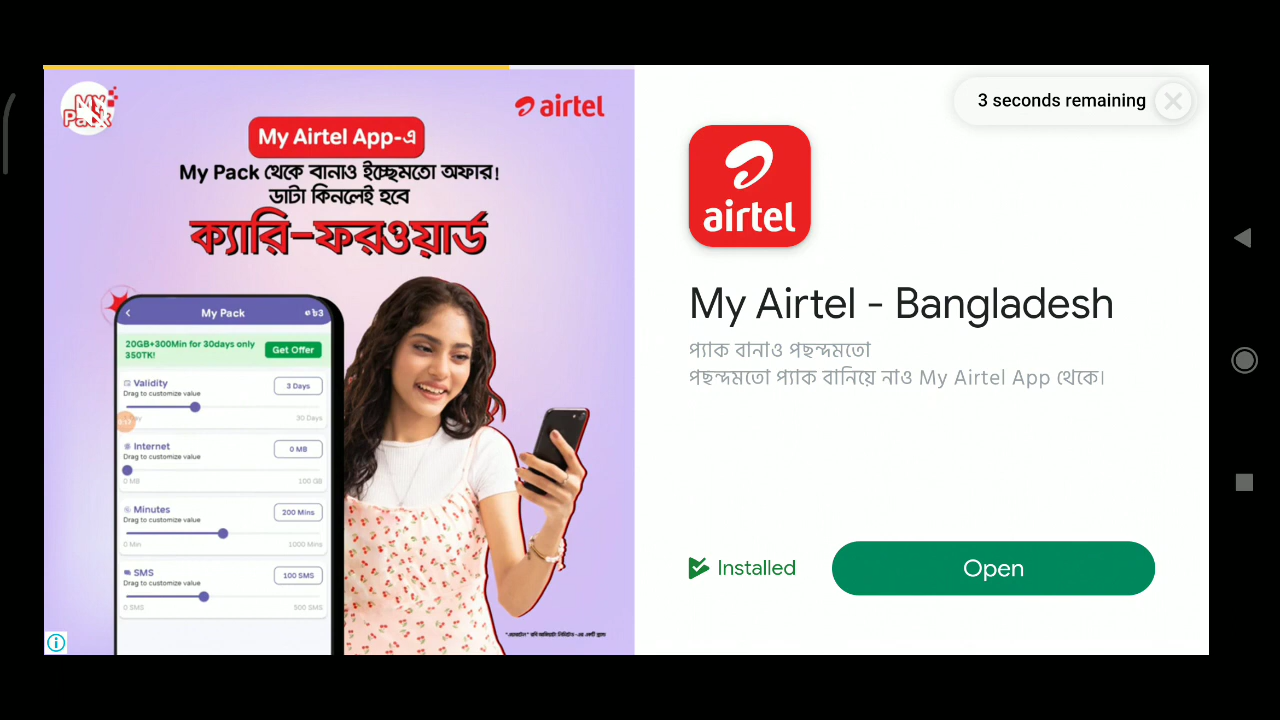 MY
Pack
airtel
My Airtel App-এ
My Pack থেকে বানাও ইচ্ছেমতো অফার!
ডাটা কিনলেই হবে
ক্যারি-ফরওয়ার্ড
My Pack
৳3
20GB+300Min for 30days only
350TK!
Get Offer
Validity
3 Days
Drag to customize value
30 Days
Internet
0 MB
Drag to customize value
0 MB
100 GB
Minutes
200 Mins
Drag to customize value
0 Min
1000 Mins
SMS
100 SMS
Drag to customize value
0 SMS
500 SMS
3 seconds remaining
airtel
My Airtel - Bangladesh
প্যাক বানাও পছন্দমতো
পছন্দমতো প্যাক বানিয়ে নাও My Airtel App থেকে।
Installed
Open